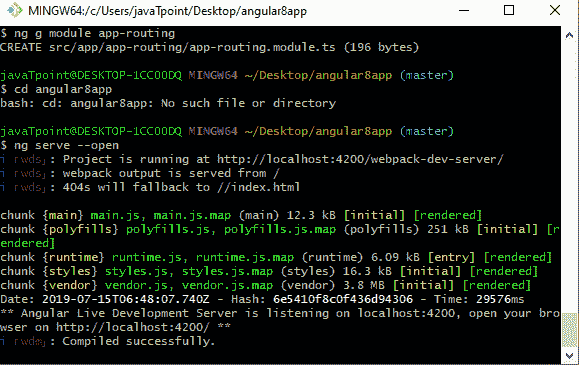 MINGW64:/c/Users/javaTpoint/Desktop/angular8app
$ ng g module app-routing
CREATE src/app/app-routing/app-routing.module.ts (196 bytes)
javaTpoint@DESKTOP-1CCOODQ MINGW64 ~/Desktop/angular8app (master)
$ cd angular8app
bash: cd: angular8app: No such file or directory
javaTpoint@DESKTOP-1CCOODQ MINGW64 ~/Desktop/angular8app (master)
$ ng serve --open
i ｢wds｣: Project is running at http://localhost:4200/webpack-dev-server/
i ｢wds｣: webpack output is served from /
i ｢wds｣: 404s will fallback to //index.html
chunk {main} main.js, main.js.map (main) 12.3 kB [initial] [rendered]
chunk {polyfills} polyfills.js, polyfills.js.map (polyfills) 251 kB [initial] [r
endered]
chunk {runtime} runtime.js, runtime.js.map (runtime) 6.09 kB [entry] [rendered]
chunk {styles} styles.js, styles.js.map (styles) 16.3 kB [initial] [rendered]
chunk {vendor} vendor.js, vendor.js.map (vendor) 3.8 MB [initial] [rendered]
Date: 2019-07-15T06:48:07.740Z - Hash: 6e5410f8c0f436d94306 - Time: 29576ms
** Angular Live Development Server is listening on localhost:4200, open your bro
wser on http://localhost:4200/ **
i ｢wds｣: Compiled successfully.